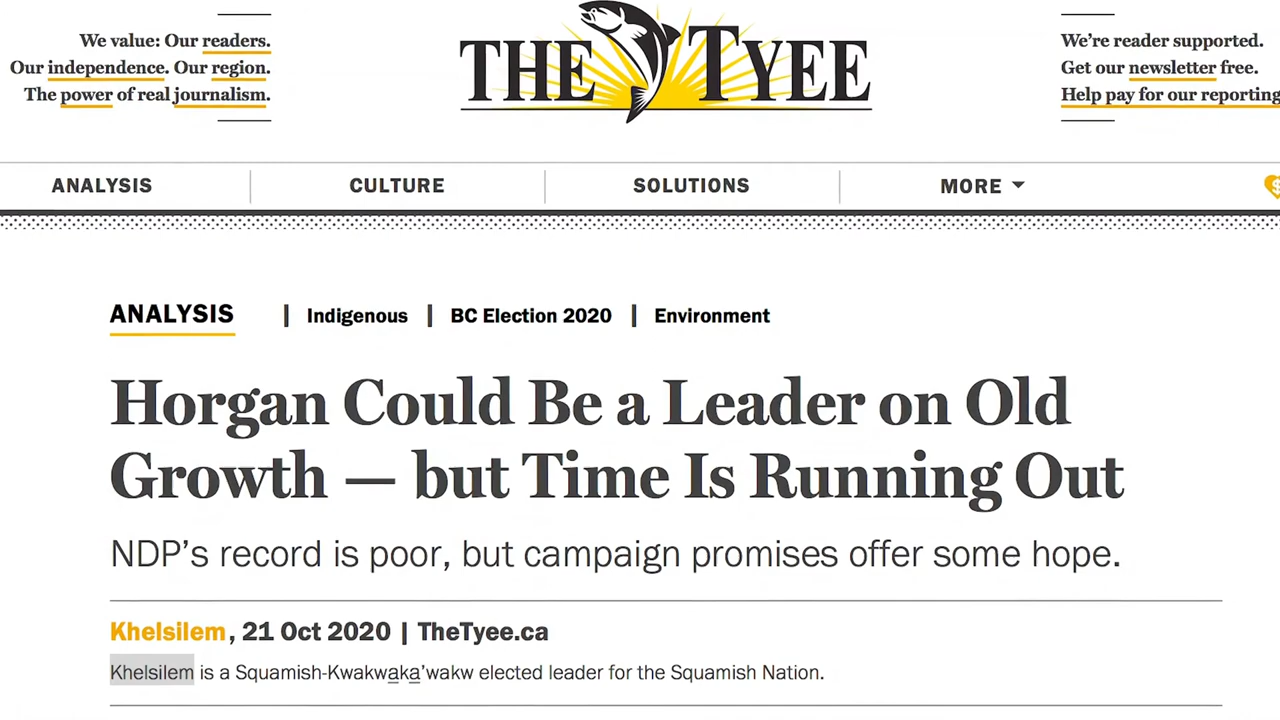 We value: Our readers.
Our independence. Our region.
The power of real journalism.
THE TYEE
We're reader supported.
Get our newsletter free.
Help pay for our reporting
ANALYSIS
CULTURE
SOLUTIONS
MORE
$
ANALYSIS | Indigenous | BC Election 2020 | Environment
Horgan Could Be a Leader on Old
Growth — but Time Is Running Out
NDP's record is poor, but campaign promises offer some hope.
Khelsilem, 21 Oct 2020 | TheTyee.ca
Khelsilem is a Squamish-Kwakwa̱ka̱'wakw elected leader for the Squamish Nation.